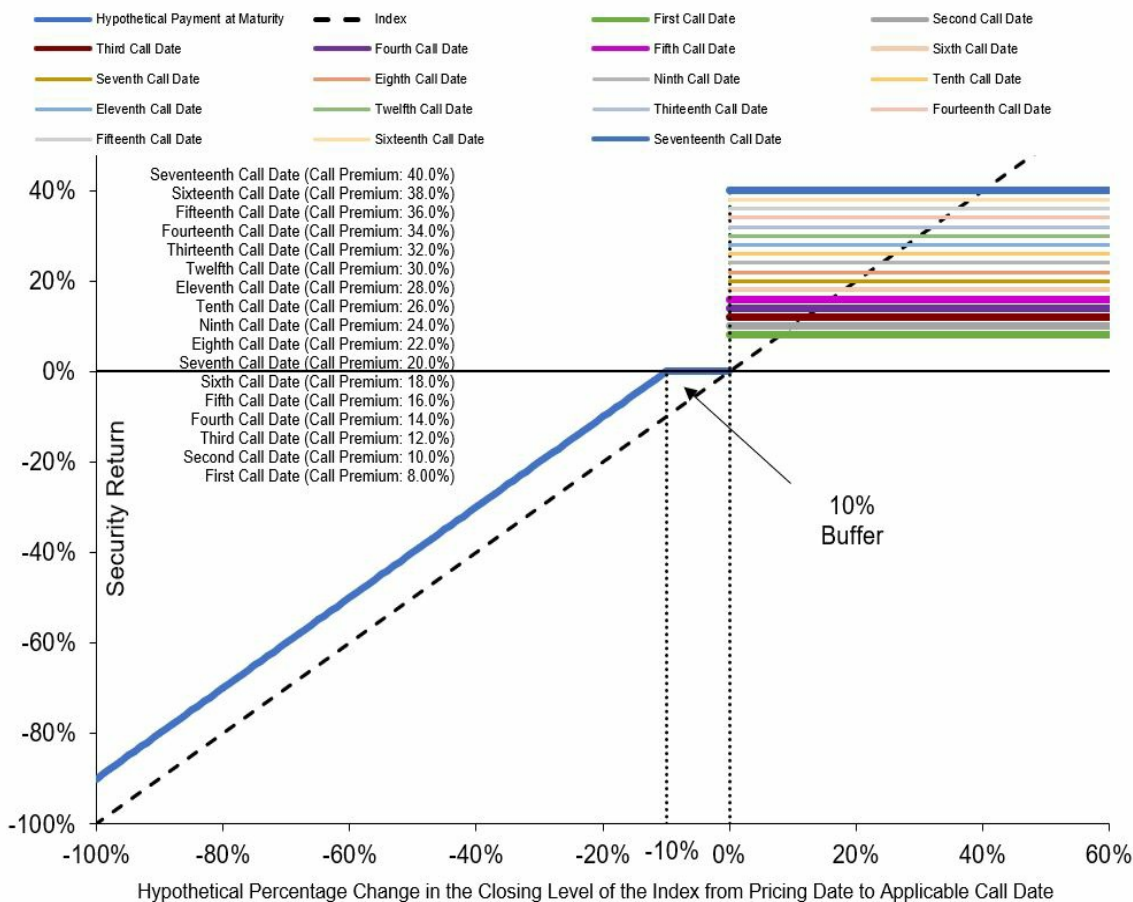 Hypothetical Payment at Maturity
Index
First Call Date
Second Call Date
Third Call Date
Fourth Call Date
Fifth Call Date
Sixth Call Date
Seventh Call Date
Eighth Call Date
Ninth Call Date
Tenth Call Date
Eleventh Call Date
Twelfth Call Date
Thirteenth Call Date
Fourteenth Call Date
Fifteenth Call Date
Sixteenth Call Date
Seventeenth Call Date
Seventeenth Call Date (Call Premium: 40.0%)
Sixteenth Call Date (Call Premium: 38.0%)
Fifteenth Call Date (Call Premium: 36.0%)
Fourteenth Call Date (Call Premium: 34.0%)
Thirteenth Call Date (Call Premium: 32.0%)
Twelfth Call Date (Call Premium: 30.0%)
Eleventh Call Date (Call Premium: 28.0%)
Tenth Call Date (Call Premium: 26.0%)
Ninth Call Date (Call Premium: 24.0%)
Eighth Call Date (Call Premium: 22.0%)
Seventh Call Date (Call Premium: 20.0%)
Sixth Call Date (Call Premium: 18.0%)
Fifth Call Date (Call Premium: 16.0%)
Fourth Call Date (Call Premium: 14.0%)
Third Call Date (Call Premium: 12.0%)
Second Call Date (Call Premium: 10.0%)
First Call Date (Call Premium: 8.00%)
40%
20%
0%
-20%
-40%
-60%
-80%
-100%
Security Return
10%
Buffer
-100%
-80%
-60%
-40%
-20%
-10%
0%
20%
40%
60%
Hypothetical Percentage Change in the Closing Level of the Index from Pricing Date to Applicable Call Date